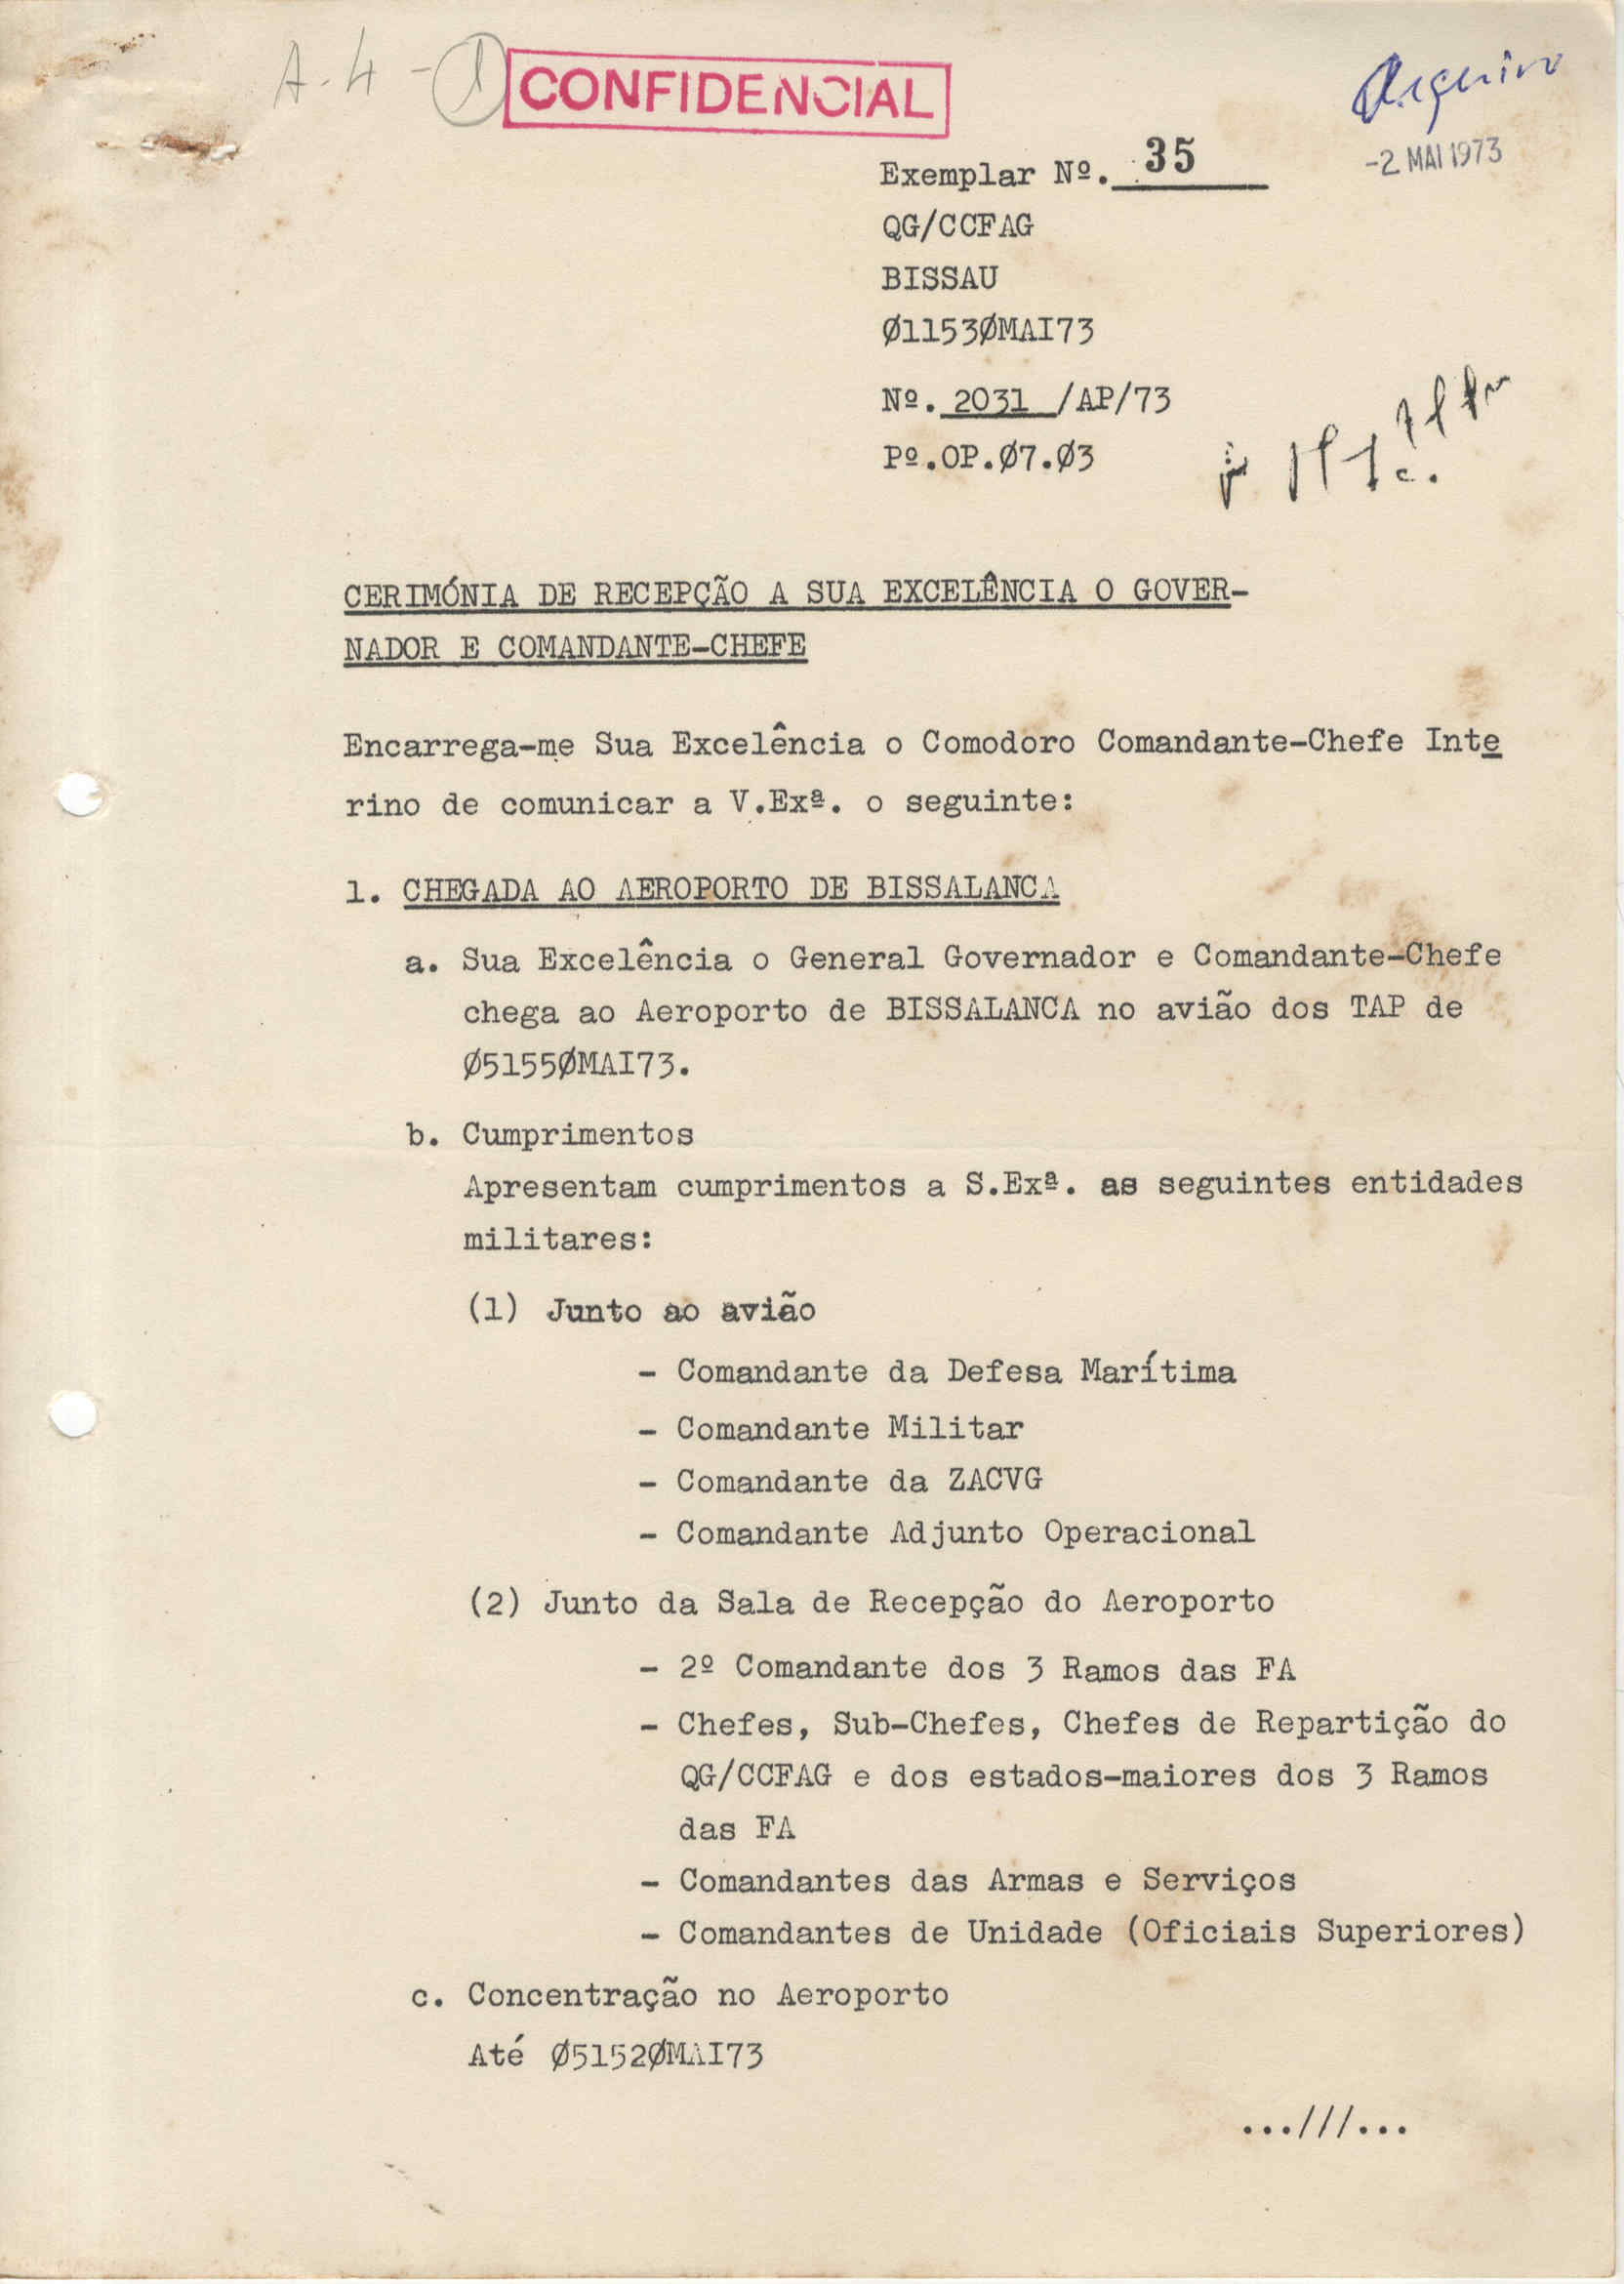 A-4-1
CONFIDENCIAL
Arquivo
-2 MAI 1973
Exemplar Nº. 35
QG/CCFAG
BISSAU
Ø1153ØMAI73
Nº. 2031 /AP/73
Pº.OP.Ø7.Ø3
CERIMÓNIA DE RECEPÇÃO A SUA EXCELÊNCIA O GOVER-
NADOR E COMANDANTE-CHEFE
Encarrega-me Sua Excelência o Comodoro Comandante-Chefe Inte
rino de comunicar a V.Exª. o seguinte:
1. CHEGADA AO AEROPORTO DE BISSALANCA
a. Sua Excelência o General Governador e Comandante-Chefe
chega ao Aeroporto de BISSALANCA no avião dos TAP de
Ø5155ØMAI73.
b. Cumprimentos
Apresentam cumprimentos a S.Exª. as seguintes entidades
militares:
(1) Junto ao avião
- Comandante da Defesa Marítima
- Comandante Militar
- Comandante da ZACVG
- Comandante Adjunto Operacional
(2) Junto da Sala de Recepção do Aeroporto
- 2º Comandante dos 3 Ramos das FA
- Chefes, Sub-Chefes, Chefes de Repartição do
QG/CCFAG e dos estados-maiores dos 3 Ramos
das FA
- Comandantes das Armas e Serviços
- Comandantes de Unidade (Oficiais Superiores)
c. Concentração no Aeroporto
Até Ø5152ØMAI73
...///...